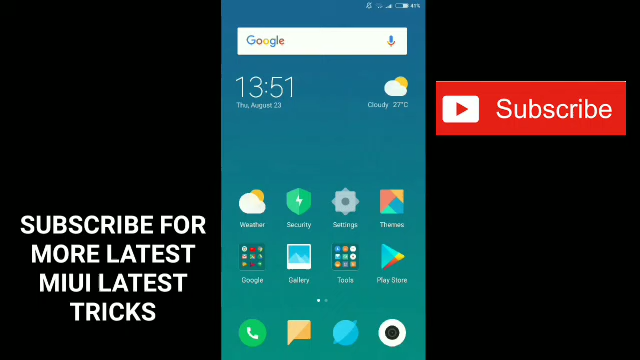 41%
Google
13:51
Thu, August 23
Cloudy 27°C
Subscribe
Weather
Security
Settings
Themes
Google
Gallery
Tools
Play Store
SUBSCRIBE FOR
MORE LATEST
MIUI LATEST
TRICKS